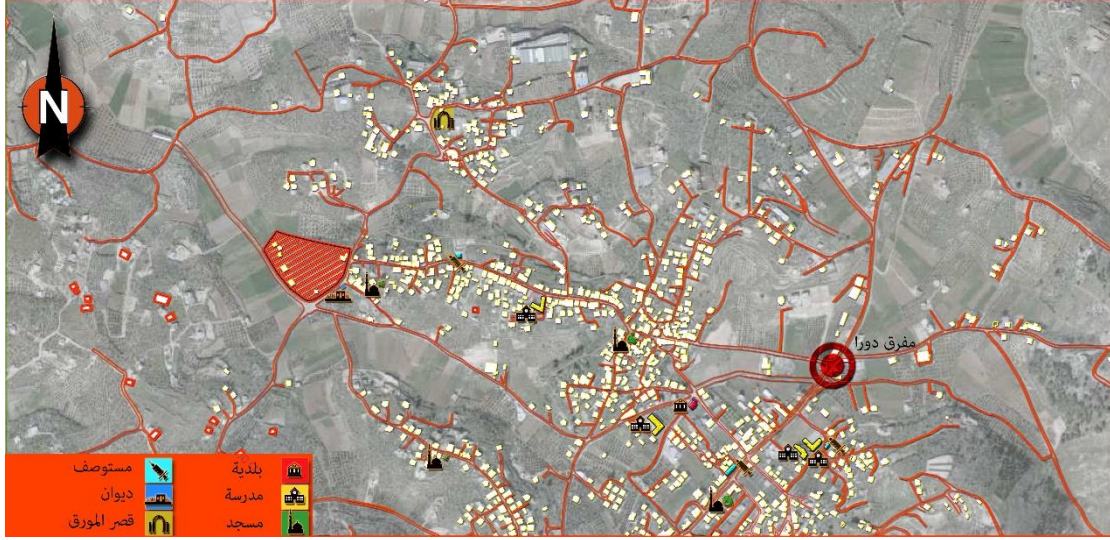 N
مفرق دورا
بلدية
مستوصف
مدرسة
ديوان
مسجد
قصر المورق